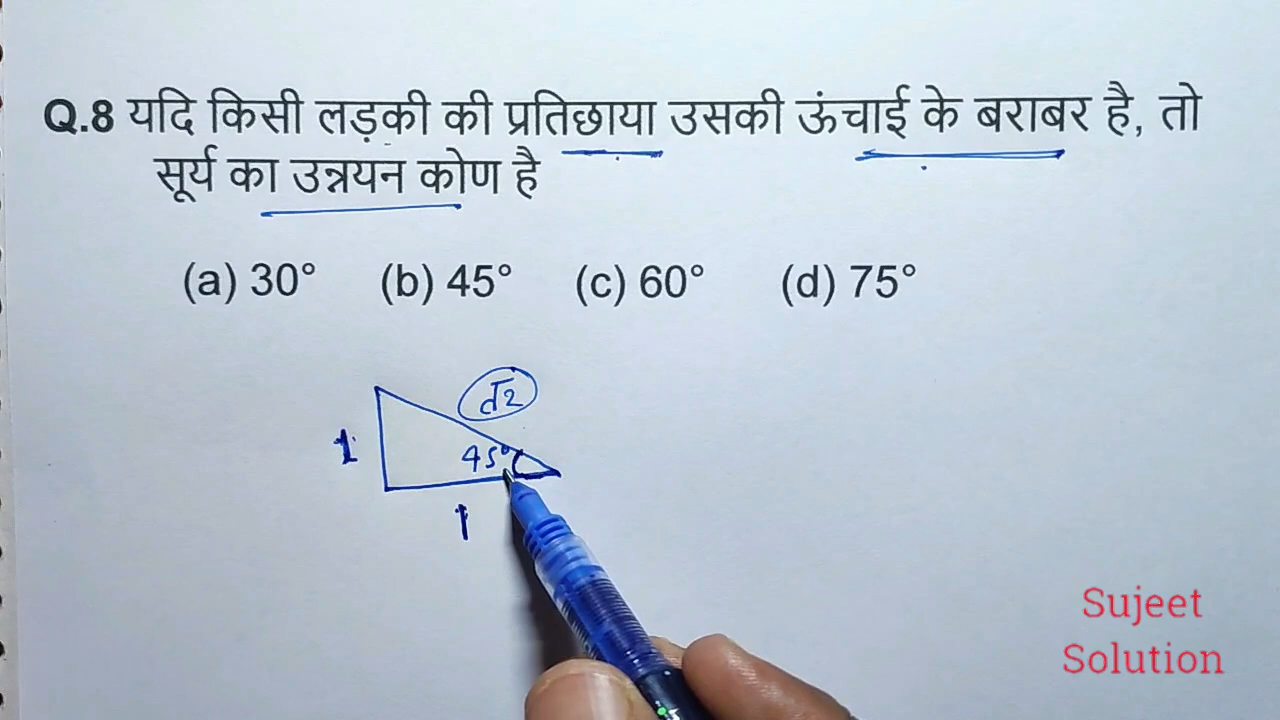 Q.8 यदि किसी लड़की की प्रतिछाया उसकी ऊंचाई के बराबर है, तो
सूर्य का उन्नयन कोण है
(a) 30° (b) 45° (c) 60° (d) 75°
√2
1
45°
1
Sujeet
Solution